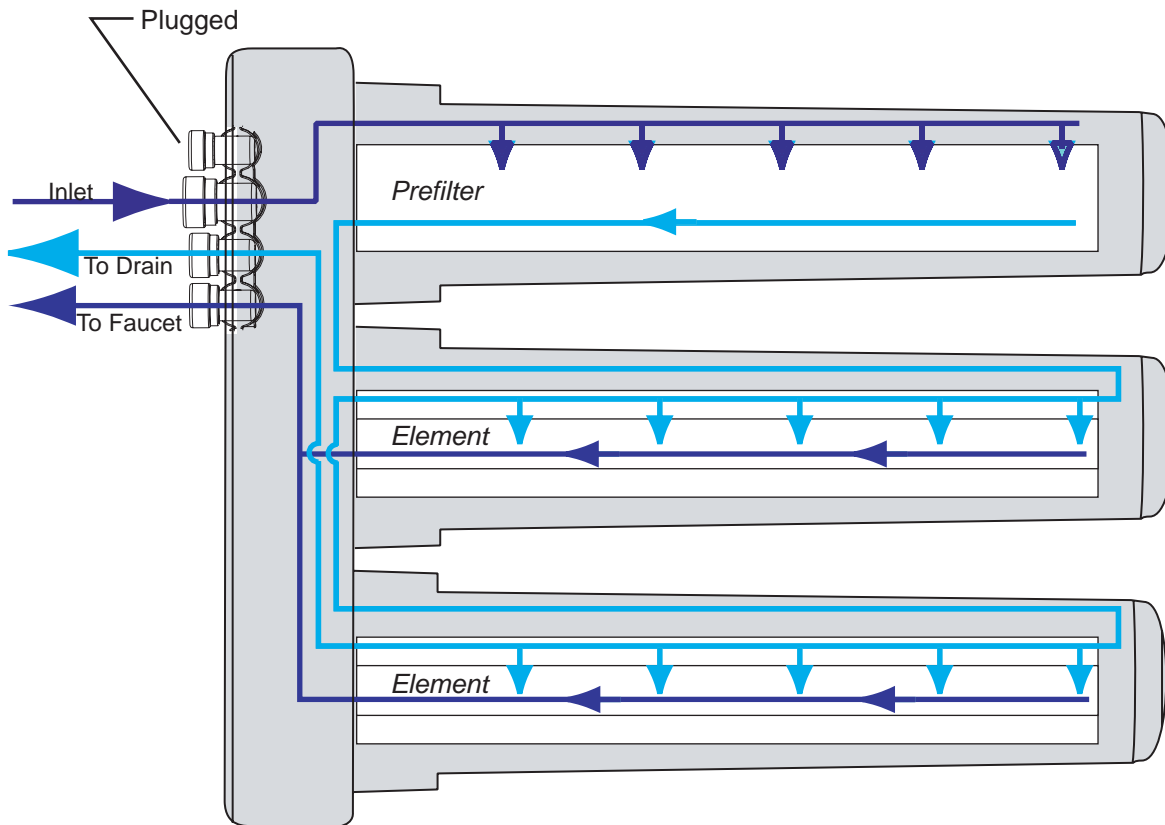 Plugged
Inlet
Prefilter
To Drain
To Faucet
Element
Element